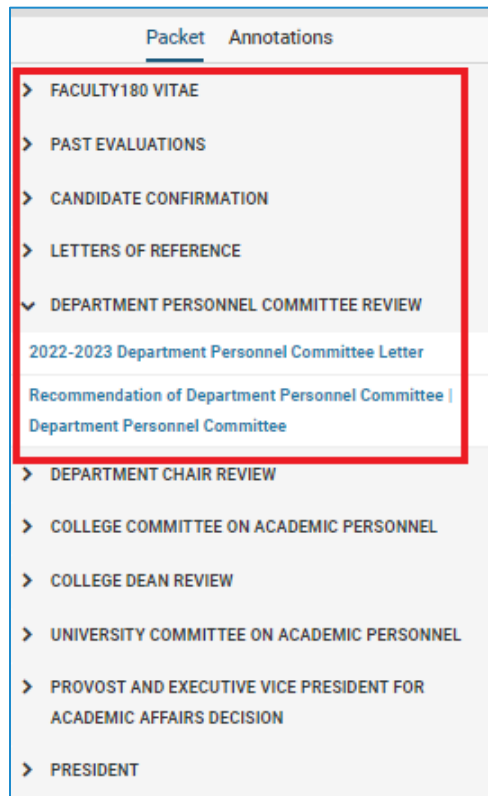 Packet Annotations
FACULTY180 VITAE
PAST EVALUATIONS
CANDIDATE CONFIRMATION
LETTERS OF REFERENCE
DEPARTMENT PERSONNEL COMMITTEE REVIEW
2022-2023 Department Personnel Committee Letter
Recommendation of Department Personnel Committee |
Department Personnel Committee
DEPARTMENT CHAIR REVIEW
COLLEGE COMMITTEE ON ACADEMIC PERSONNEL
COLLEGE DEAN REVIEW
UNIVERSITY COMMITTEE ON ACADEMIC PERSONNEL
PROVOST AND EXECUTIVE VICE PRESIDENT FOR
ACADEMIC AFFAIRS DECISION
PRESIDENT